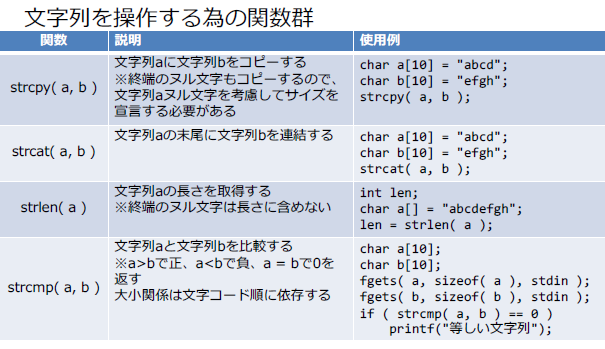 文字列を操作する為の関数群
関数 説明 使用例
strcpy( a, b )
文字列aに文字列bをコピーする
※終端のヌル文字もコピーするので、
文字列aヌル文字を考慮してサイズを
宣言する必要がある
char a[10] = "abcd";
char b[10] = "efgh";
strcpy( a, b );
strcat( a, b )
文字列aの末尾に文字列bを連結する
char a[10] = "abcd";
char b[10] = "efgh";
strcat( a, b );
strlen( a )
文字列aの長さを取得する
※終端のヌル文字は長さに含めない
int len;
char a[] = "abcdefgh";
len = strlen( a );
strcmp( a, b )
文字列aと文字列bを比較する
※a>bで正、a<bで負、a = bで0を
返す
大小関係は文字コード順に依存する
char a[10];
char b[10];
fgets( a, sizeof( a ), stdin );
fgets( b, sizeof( b ), stdin );
if ( strcmp( a, b ) == 0 )
printf("等しい文字列");